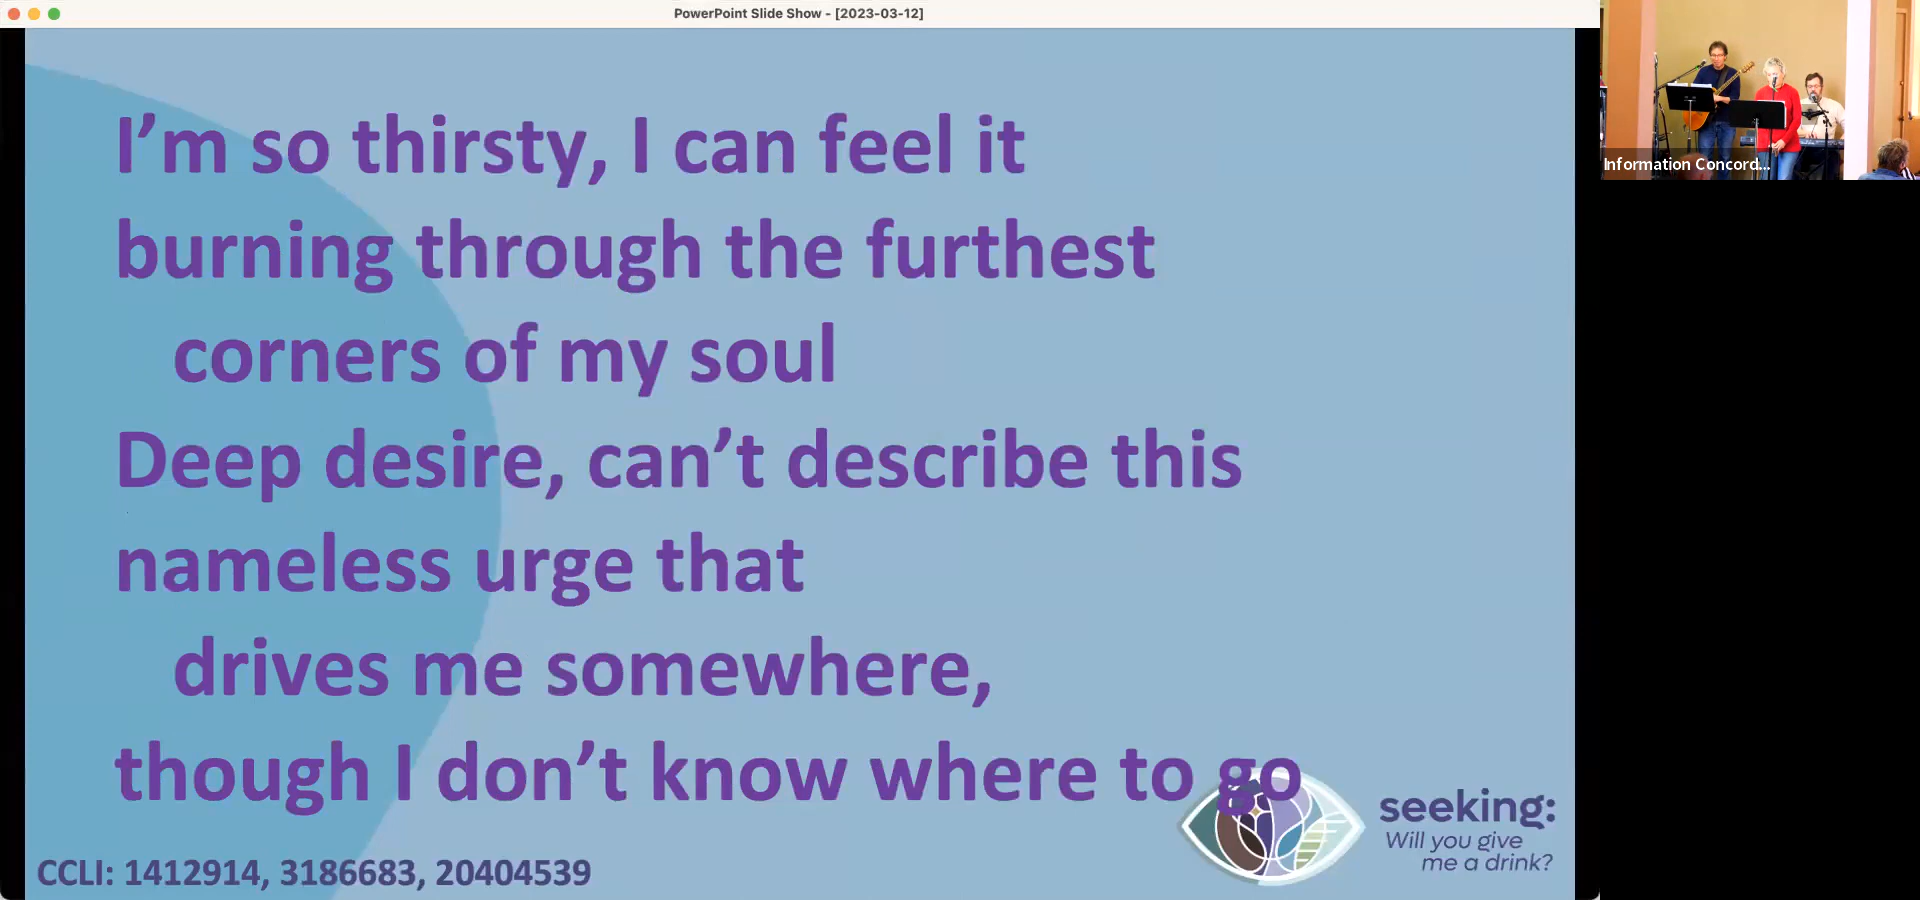 PowerPoint Slide Show - [2023-03-12]
I’m so thirsty, I can feel it
burning through the furthest
corners of my soul
Deep desire, can’t describe this
nameless urge that
drives me somewhere,
though I don’t know where to go
CCLI: 1412914, 3186683, 20404539
seeking:
Will you give
me a drink?
Information Concord...